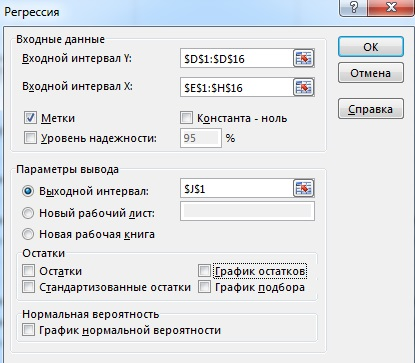 Регрессия
Входные данные
Входной интервал Y: $D$1:$D$16
Входной интервал X: $E$1:$H$16
Метки Константа - ноль
Уровень надежности: 95 %
Параметры вывода
Выходной интервал: $J$1
Новый рабочий лист:
Новая рабочая книга
Остатки
Остатки График остатков
Стандартизованные остатки График подбора
Нормальная вероятность
График нормальной вероятности
?
OK
Отмена
Справка